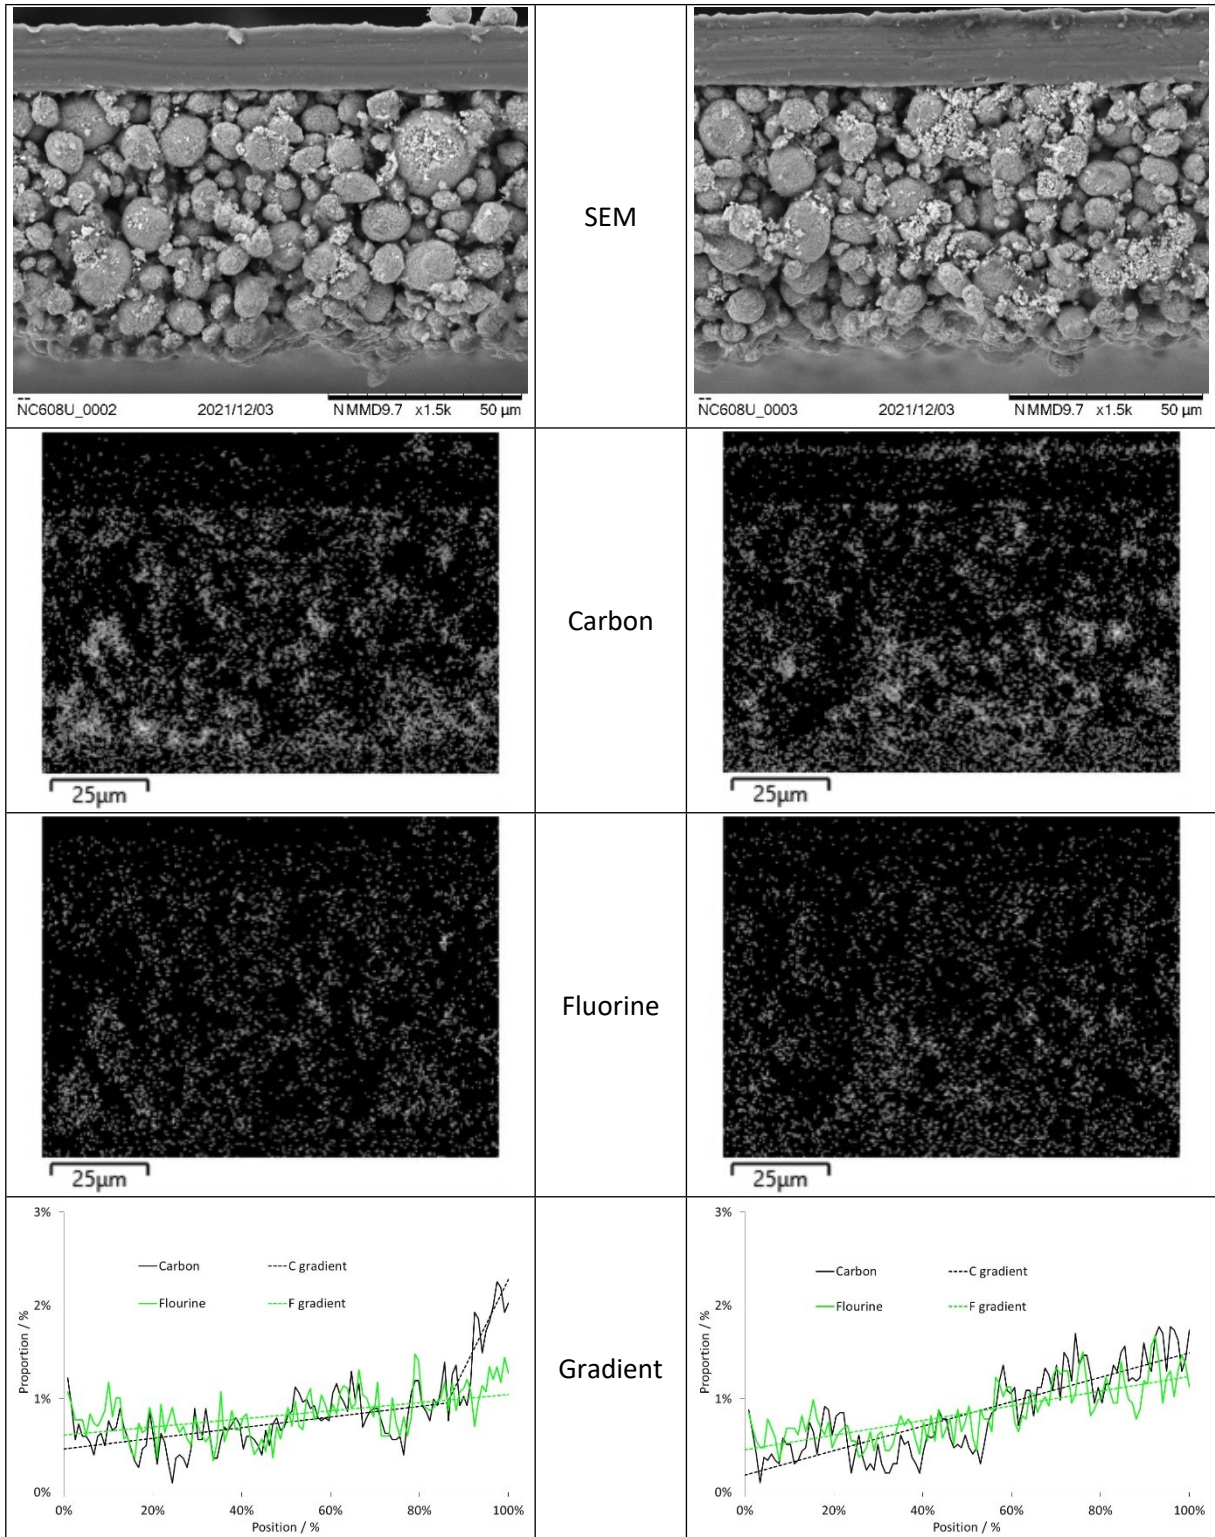 SEM
NC608U_0002 2021/12/03 NMMD9.7 x1.5k 50 µm
NC608U_0003 2021/12/03 NMMD9.7 x1.5k 50 µm
Carbon
25µm
25µm
Fluorine
25µm
25µm
Gradient
3%
2%
1%
0%
Proportion / %
Carbon
C gradient
Flourine
F gradient
0% 20% 40% 60% 80% 100%
Position / %
3%
2%
1%
0%
Proportion / %
Carbon
C gradient
Flourine
F gradient
0% 20% 40% 60% 80% 100%
Position / %